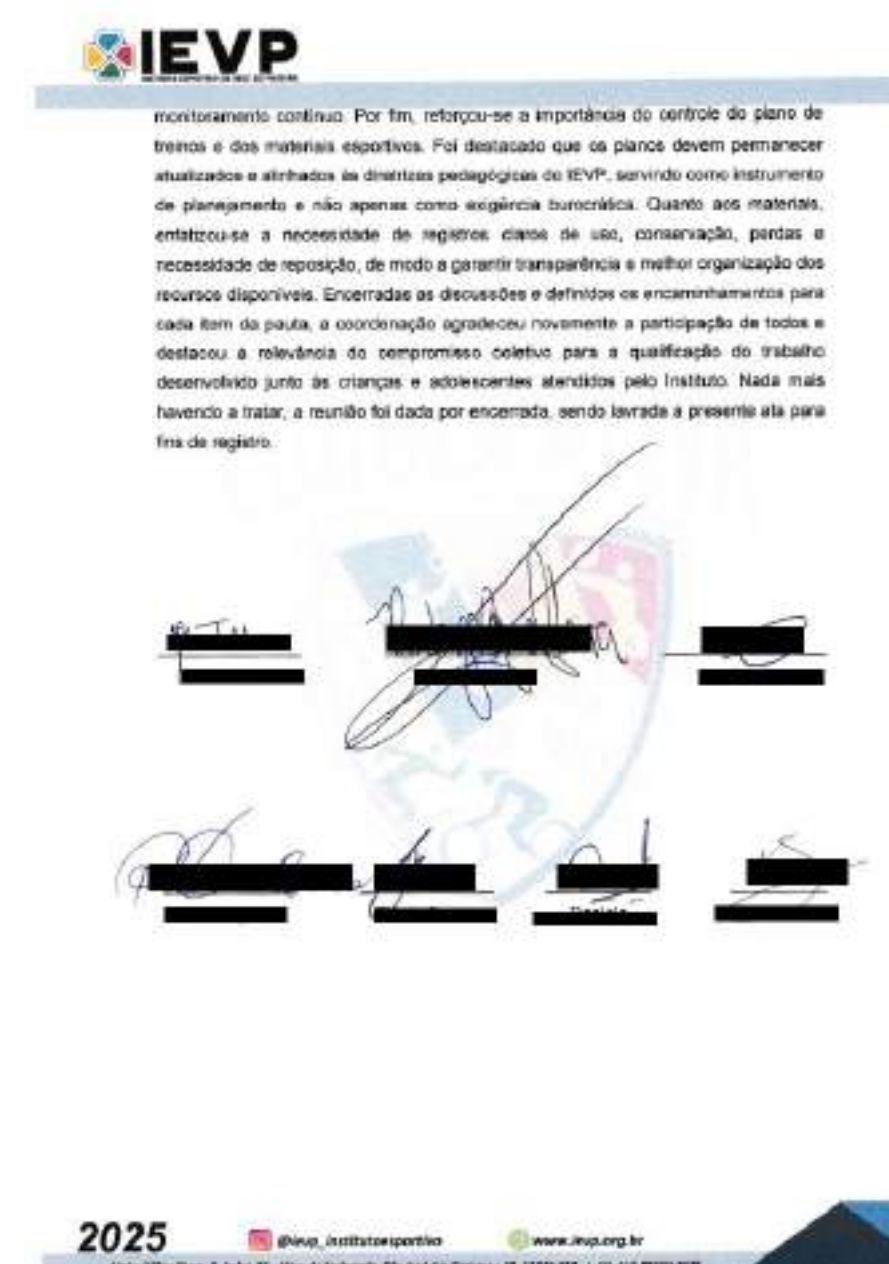 IEVP
monitoramento contínuo. Por fim, reforçou-se a importância do controle do plano de
treinos e dos materiais esportivos. Foi destacado que os planos devem permanecer
atualizados e alinhados às diretrizes pedagógicas do IEVP, servindo como instrumento
de planejamento e não apenas como exigência burocrática. Quanto aos materiais,
enfatizou-se a necessidade de registros claros de uso, conservação, perdas e
necessidade de reposição, de modo a garantir transparência e melhor organização dos
recursos disponíveis. Encerradas as discussões e definidos os encaminhamentos para
cada item da pauta, a coordenação agradeceu novamente a participação de todos e
destacou a relevância do compromisso coletivo para a qualificação do trabalho
desenvolvido junto às crianças e adolescentes atendidos pelo Instituto. Nada mais
havendo a tratar, a reunião foi dada por encerrada, sendo lavrada a presente ata para
fins de registro.
2025
@ievp_institutoesportivo
www.ievp.org.br